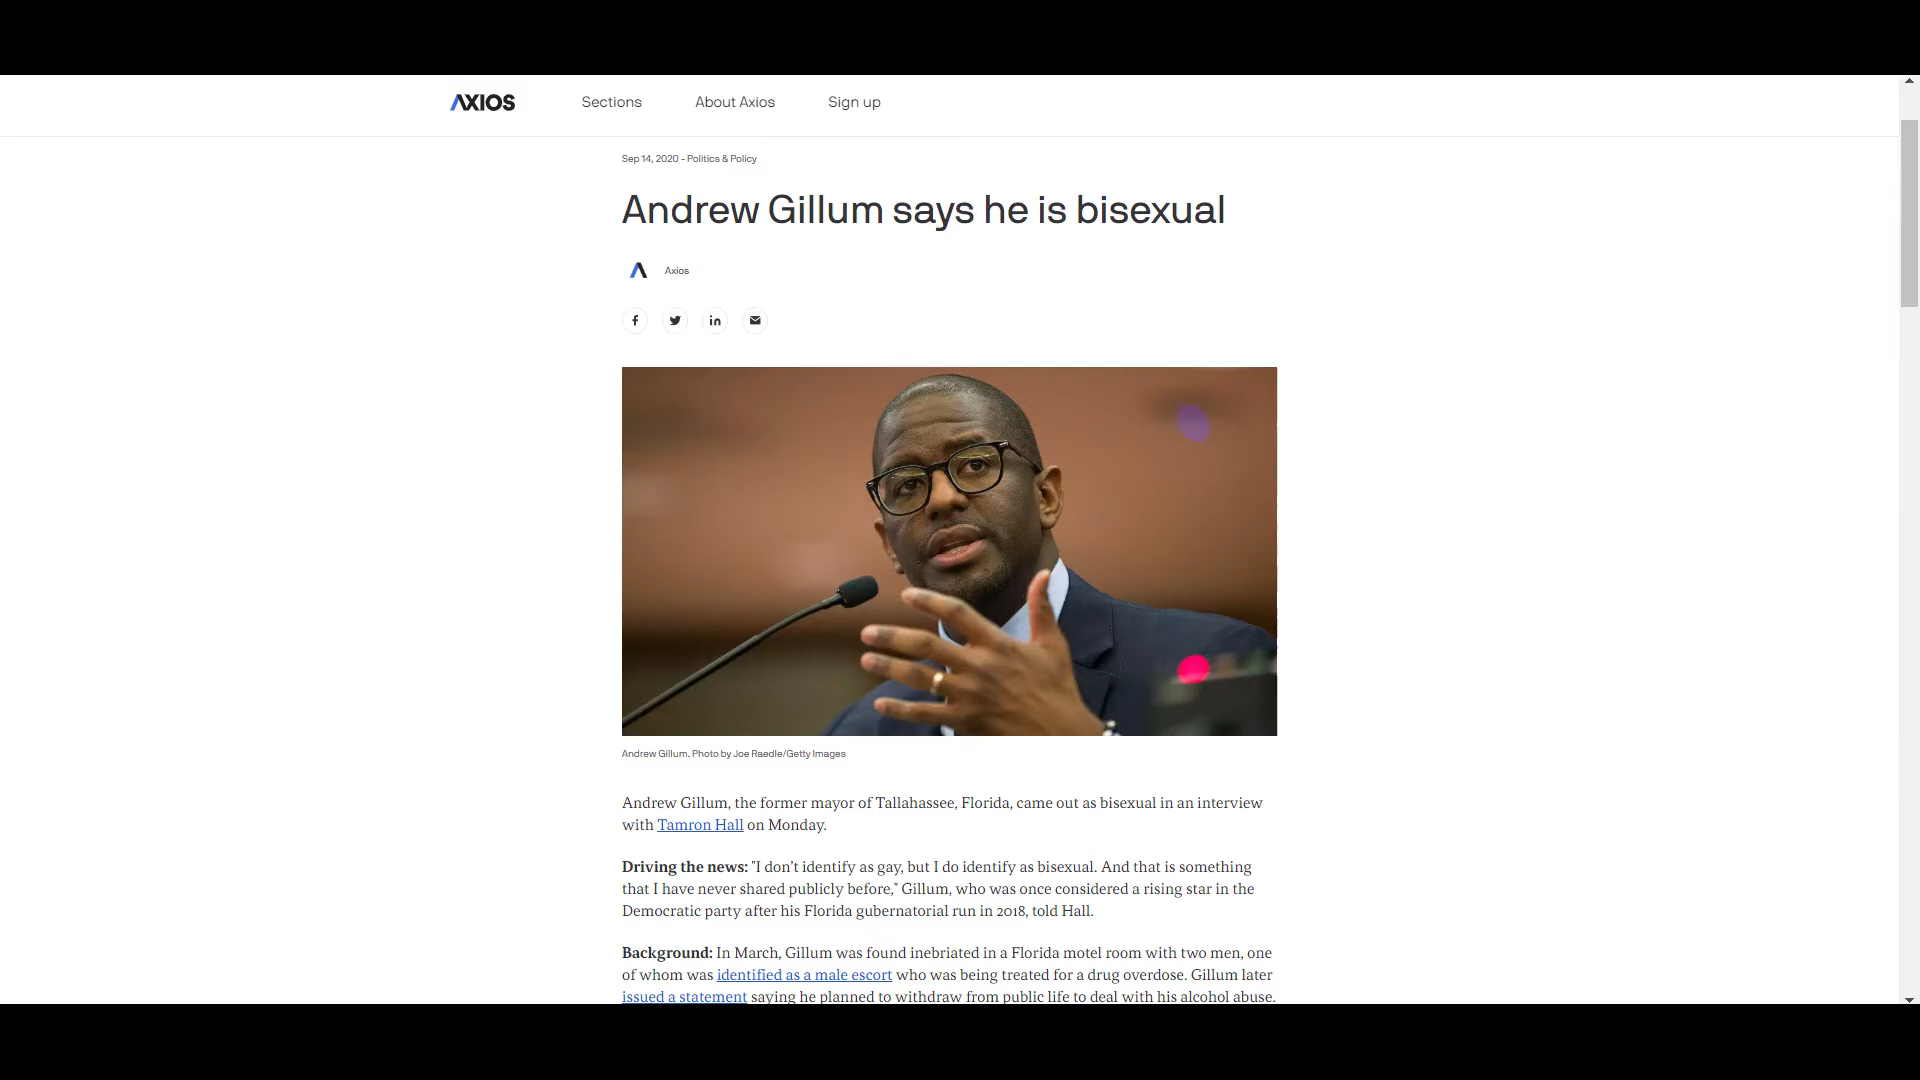 AXIOS Sections About Axios Sign up
Sep 14, 2020 - Politics & Policy
Andrew Gillum says he is bisexual
Axios
Andrew Gillum. Photo by Joe Raedle/Getty Images
Andrew Gillum, the former mayor of Tallahassee, Florida, came out as bisexual in an interview
with Tamron Hall on Monday.
Driving the news: "I don't identify as gay, but I do identify as bisexual. And that is something
that I have never shared publicly before," Gillum, who was once considered a rising star in the
Democratic party after his Florida gubernatorial run in 2018, told Hall.
Background: In March, Gillum was found inebriated in a Florida motel room with two men, one
of whom was identified as a male escort who was being treated for a drug overdose. Gillum later
issued a statement saying he planned to withdraw from public life to deal with his alcohol abuse.